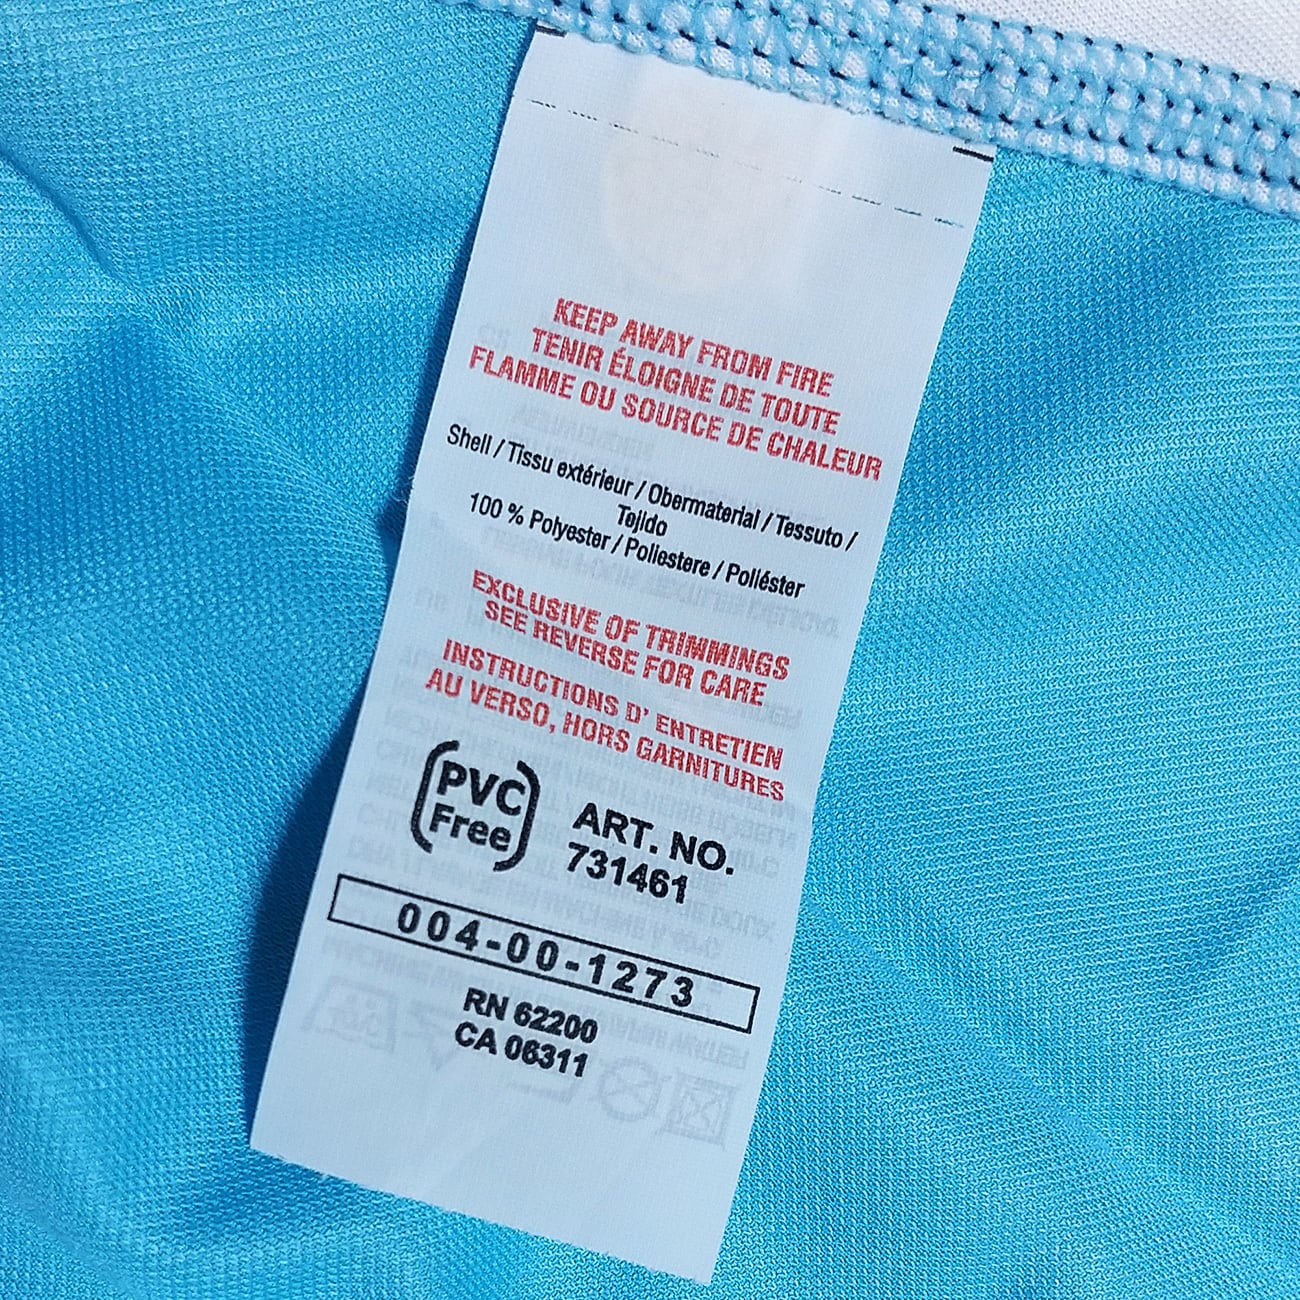 KEEP AWAY FROM FIRE
TENIR ÉLOIGNE DE TOUTE
FLAMME OU SOURCE DE CHALEUR
Shell / Tissu extérieur / Obermaterial / Tessuto /
Tejido
100 % Polyester / Poliestere / Poliéster
EXCLUSIVE OF TRIMMINGS
SEE REVERSE FOR CARE
INSTRUCTIONS D' ENTRETIEN
AU VERSO, HORS GARNITURES
PVC
Free
ART. NO.
731461
004-00-1273
RN 62200
CA 06311